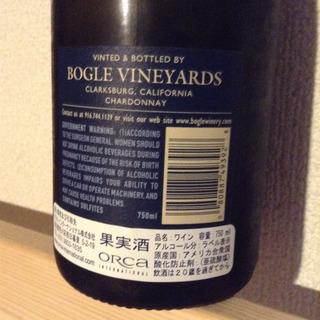 VINTED & BOTTLED BY
BOGLE VINEYARDS
CLARKSBURG, CALIFORNIA
CHARDONNAY
Contact us at 916.744.1139 or visit our web site www.boglewinery.com
GOVERNMENT WARNING: (1) ACCORDING
TO THE SURGEON GENERAL, WOMEN SHOULD
NOT DRINK ALCOHOLIC BEVERAGES DURING
PREGNANCY BECAUSE OF THE RISK OF BIRTH
DEFECTS. (2) CONSUMPTION OF ALCOHOLIC
BEVERAGES IMPAIRS YOUR ABILITY TO
DRIVE A CAR OR OPERATE MACHINERY, AND
MAY CAUSE HEALTH PROBLEMS
CONTAINS SULFITES
750ml
果実酒
ORCA
INTERNATIONAL
品名: ワイン 容量: 750 ml
アルコール分: ラベル表示
原産国: アメリカ合衆国
酸化防止剤: (亜硫酸塩)
飲酒は20歳を過ぎてから